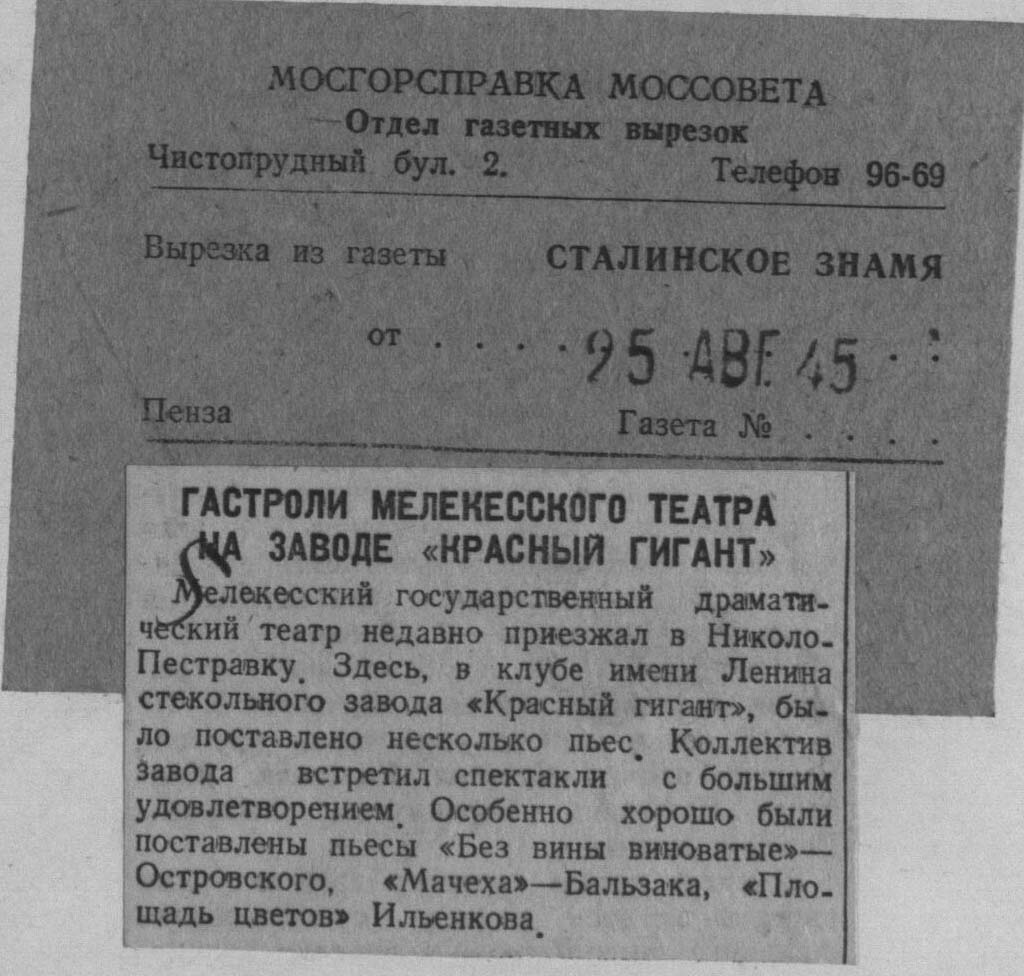 МОСГОРСПРАВКА МОССОВЕТА
Отдел газетных вырезок
Чистопрудный бул. 2. Телефон 96-69
Вырезка из газеты СТАЛИНСКОЕ ЗНАМЯ
от . . . . 25 АВГ. 45 . .
Пенза Газета № . . . .
ГАСТРОЛИ МЕЛЕКЕССКОГО ТЕАТРА
НА ЗАВОДЕ «КРАСНЫЙ ГИГАНТ»
Мелекесский государственный драмати-
ческий театр недавно приезжал в Николо-
Пестравку. Здесь, в клубе имени Ленина
стекольного завода «Красный гигант», бы-
ло поставлено несколько пьес. Коллектив
завода встретил спектакли с большим
удовлетворением. Особенно хорошо были
поставлены пьесы «Без вины виноватые»—
Островского, «Мачеха»—Бальзака, «Пло-
щадь цветов» Ильенкова.